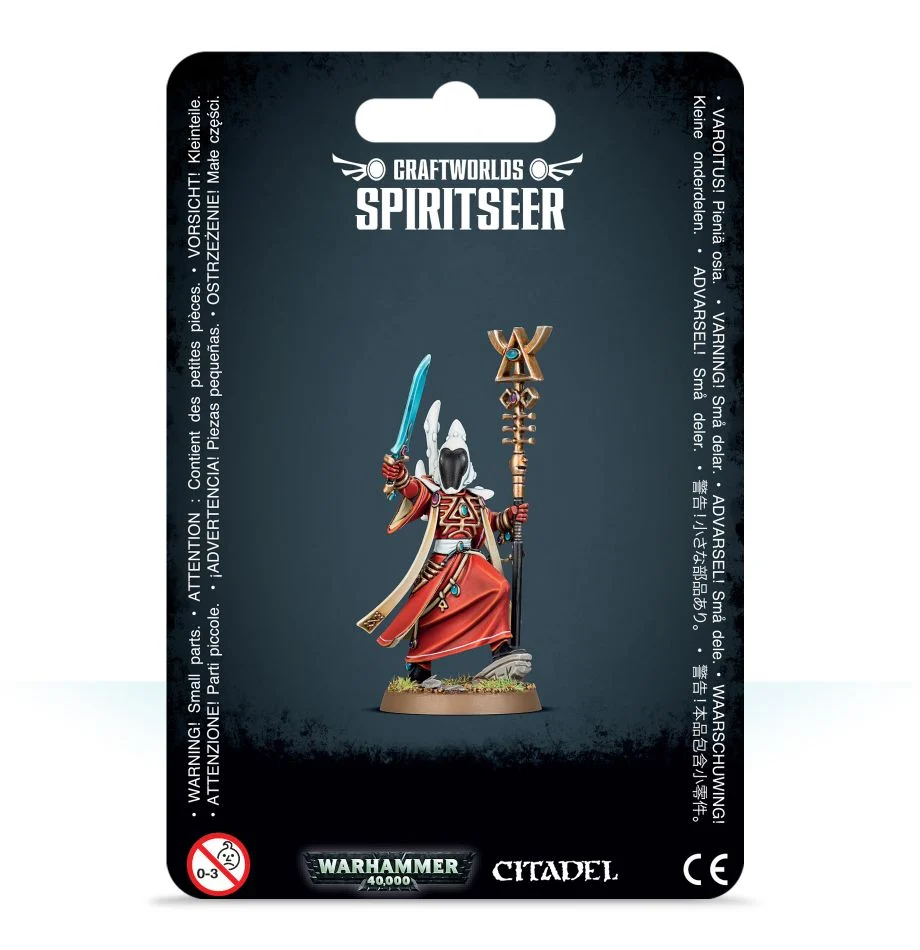 CRAFTWORLDS
SPIRITSEER
• WARNING! Small parts. • ATTENTION : Contient des petites pièces. • VORSICHT! Kleinteile.
• ATTENZIONE! Parti piccole. • ¡ADVERTENCIA! Piezas pequeñas. • OSTRZEŻENIE! Małe części.
• VAROITUS! Pieniä osia. • VARNING! Små delar. • ADVARSEL! Små dele. • WAARSCHUWING!
Kleine onderdelen. • ADVARSEL! Små deler. • 警告！小さな部品あり。 • 警告！本品包含小零件。
0-3
WARHAMMER
40,000
CITADEL
CE